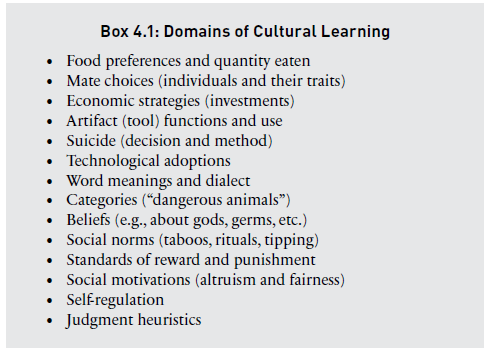 Box 4.1: Domains of Cultural Learning
• Food preferences and quantity eaten
• Mate choices (individuals and their traits)
• Economic strategies (investments)
• Artifact (tool) functions and use
• Suicide (decision and method)
• Technological adoptions
• Word meanings and dialect
• Categories (“dangerous animals”)
• Beliefs (e.g., about gods, germs, etc.)
• Social norms (taboos, rituals, tipping)
• Standards of reward and punishment
• Social motivations (altruism and fairness)
• Self-regulation
• Judgment heuristics